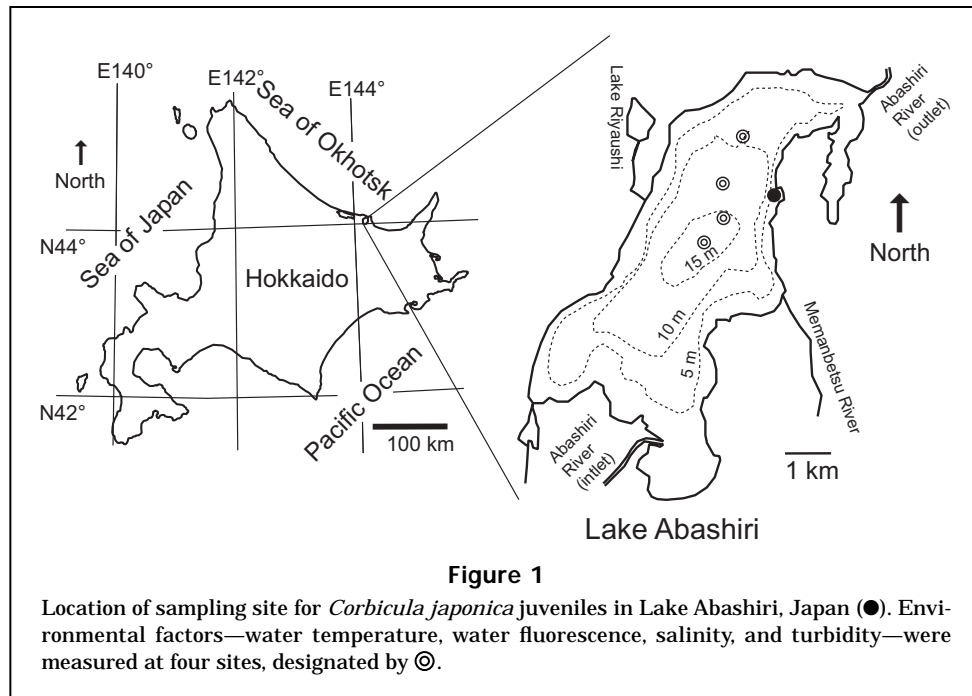 E140°
E142°
E144°
Sea of Okhotsk
North
Sea of Japan
N44°
Hokkaido
N42°
Pacific Ocean
100 km
Lake Riyaushi
Abashiri
River
(outlet)
North
15 m
10 m
5 m
Memanbetsu River
Abashiri
River
(intlet)
1 km
Lake Abashiri
Figure 1
Location of sampling site for Corbicula japonica juveniles in Lake Abashiri, Japan (●). Envi-
ronmental factors—water temperature, water fluorescence, salinity, and turbidity—were
measured at four sites, designated by ◎.